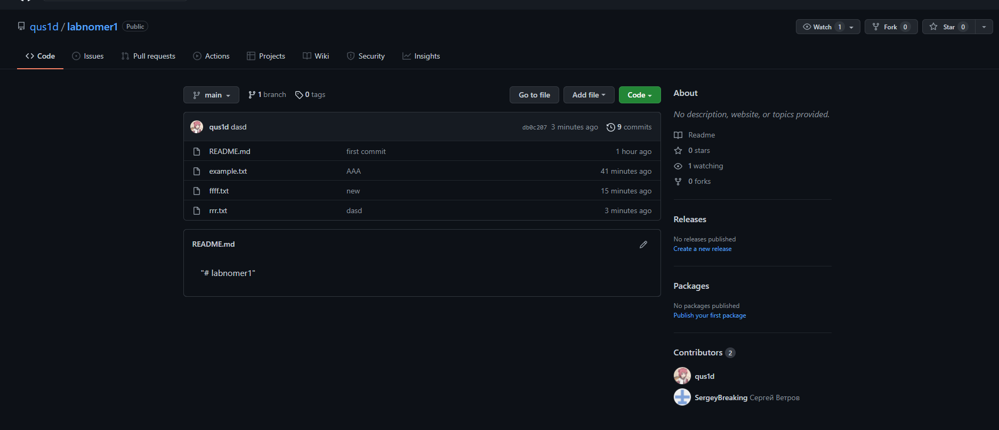 qus1d / labnomer1 Public
Watch 1 Fork 0 Star 0
Code Issues Pull requests Actions Projects Wiki Security Insights
main 1 branch 0 tags Go to file Add file Code
qus1d dasd db0c207 3 minutes ago 9 commits
README.md first commit 1 hour ago
example.txt AAA 41 minutes ago
ffff.txt new 15 minutes ago
rrr.txt dasd 3 minutes ago
README.md
"# labnomer1"
About
No description, website, or topics provided.
Readme
0 stars
1 watching
0 forks
Releases
No releases published
Create a new release
Packages
No packages published
Publish your first package
Contributors 2
qus1d
SergeyBreaking Сергей Ветров